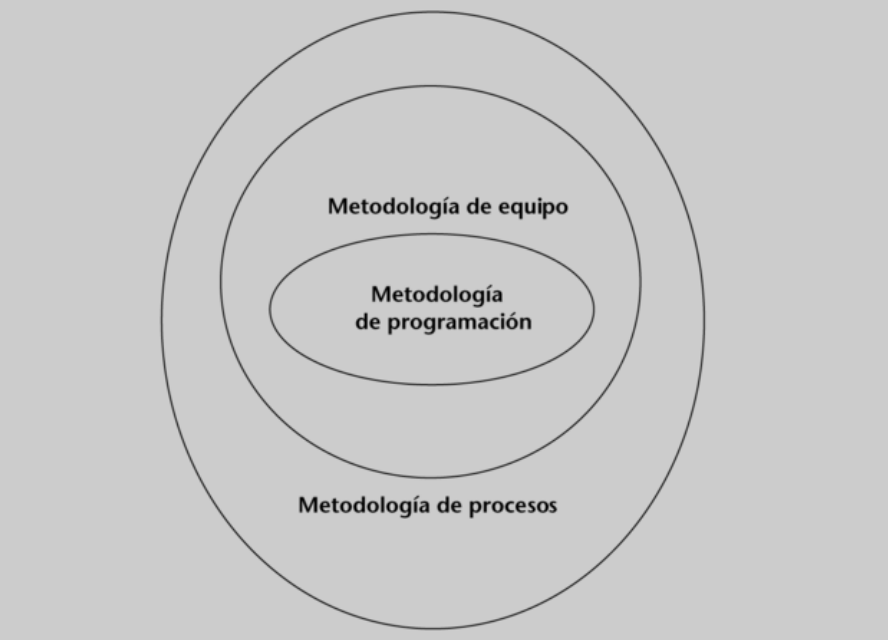 Metodología de equipo
Metodología
de programación
Metodología de procesos